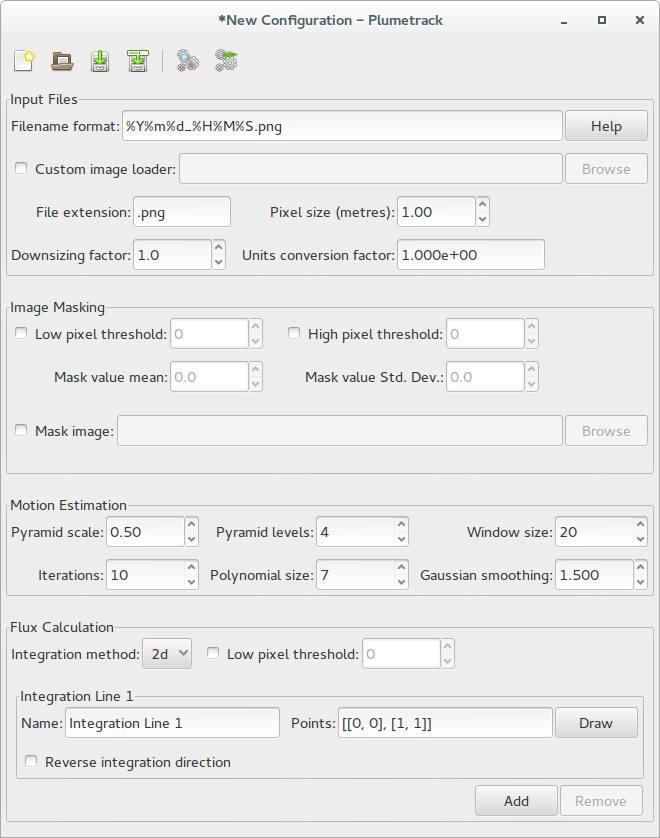 *New Configuration – Plumetrack
Input Files
Filename format: %Y%m%d_%H%M%S.png Help
Custom image loader: Browse
File extension: .png Pixel size (metres): 1.00
Downsizing factor: 1.0 Units conversion factor: 1.000e+00
Image Masking
Low pixel threshold: 0 High pixel threshold: 0
Mask value mean: 0.0 Mask value Std. Dev.: 0.0
Mask image: Browse
Motion Estimation
Pyramid scale: 0.50 Pyramid levels: 4 Window size: 20
Iterations: 10 Polynomial size: 7 Gaussian smoothing: 1.500
Flux Calculation
Integration method: 2d Low pixel threshold: 0
Integration Line 1
Name: Integration Line 1 Points: [[0, 0], [1, 1]] Draw
Reverse integration direction
Add Remove